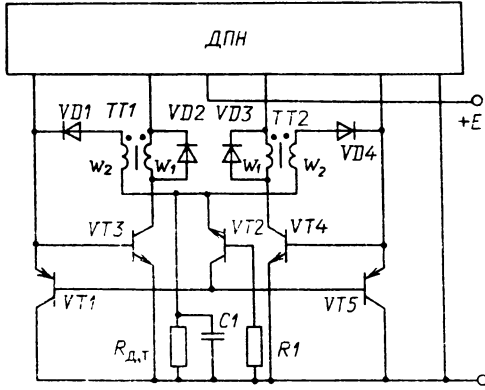 ДПН
VD1
TT1
VD2
VD3
TT2
+E
VD4
W2
W1
W1
W2
VT3
VT2
VT4
VT1
VT5
C1
Rд.т
R1